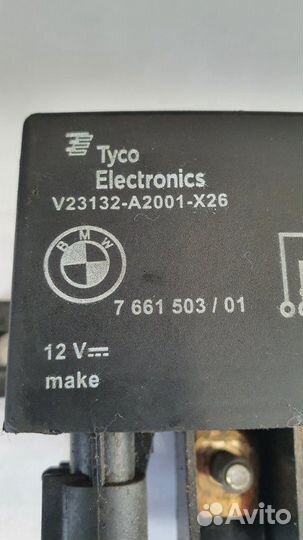 Tyco
Electronics
V23132-A2001-X26
BMW
7 661 503 / 01
12 V
make
Avito